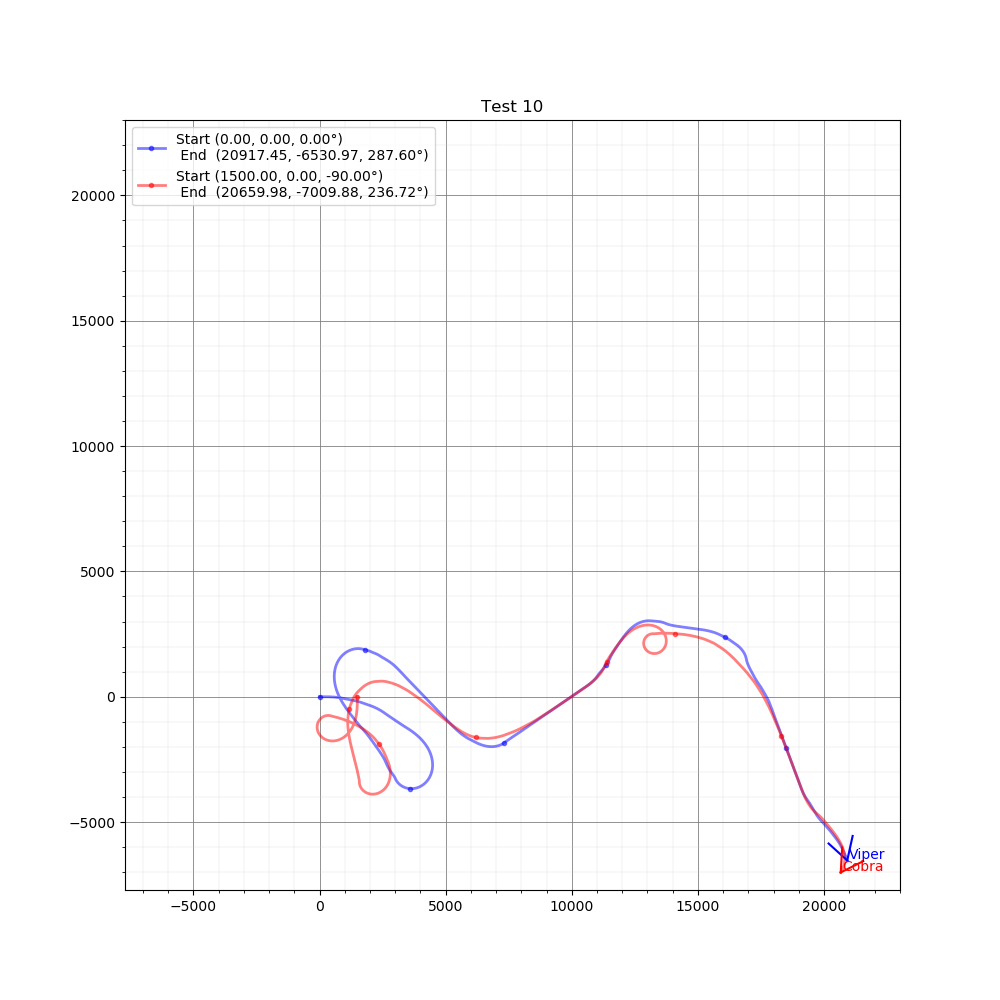 Test 10
Start (0.00, 0.00, 0.00°)
End  (20917.45, -6530.97, 287.60°)
Start (1500.00, 0.00, -90.00°)
End  (20659.98, -7009.88, 236.72°)
20000
15000
10000
5000
0
−5000
Viper
Cobra
−5000
0
5000
10000
15000
20000